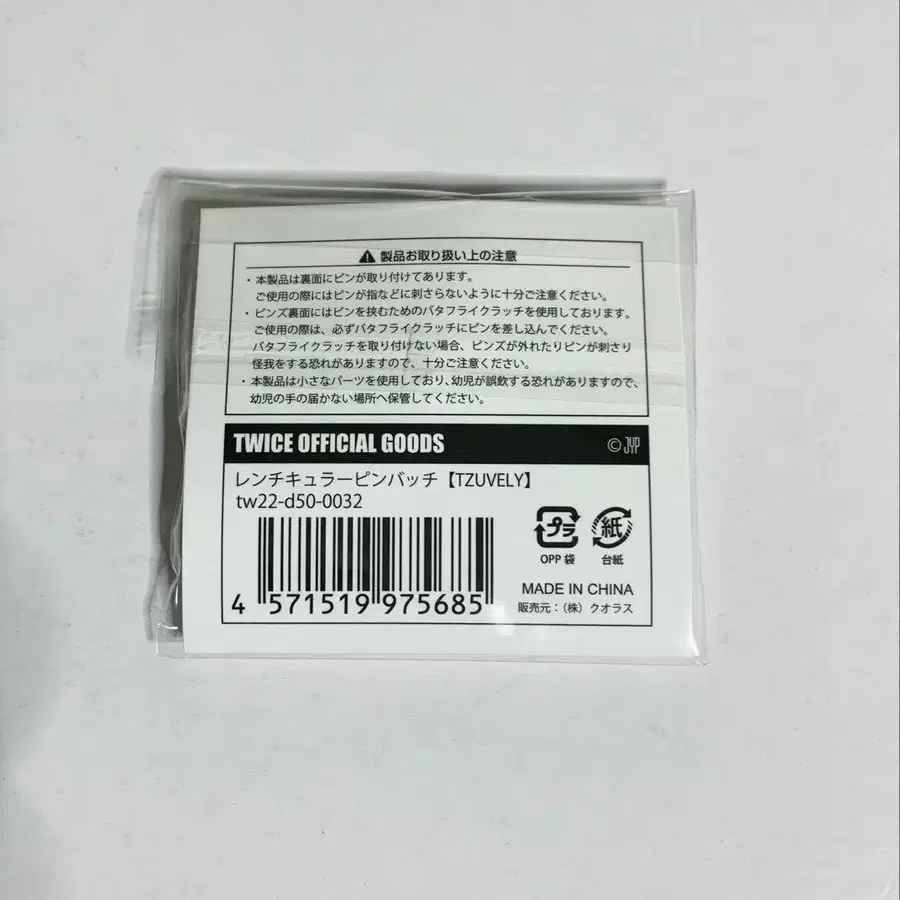 ⚠ 製品お取り扱い上の注意
・本製品は裏面にピンが取り付けてあります。
ご使用の際にはピンが指などに刺さらないように十分ご注意ください。
・ピンズ裏面にはピンを挟むためのバタフライクラッチを使用しております。
ご使用の際は、必ずバタフライクラッチにピンを差し込んでください。
バタフライクラッチを取り付けない場合、ピンズが外れたりピンが刺さり
怪我をする恐れがありますので、十分ご注意ください。
・本製品は小さなパーツを使用しており、幼児が誤飲する恐れがありますので、
幼児の手の届かない場所へ保管してください。
TWICE OFFICIAL GOODS © JYP
レンチキュラーピンバッチ【TZUVELY】
tw22-d50-0032
プラ 紙
OPP 袋 台紙
MADE IN CHINA
販売元：（株）クオラス
4 571519 975685